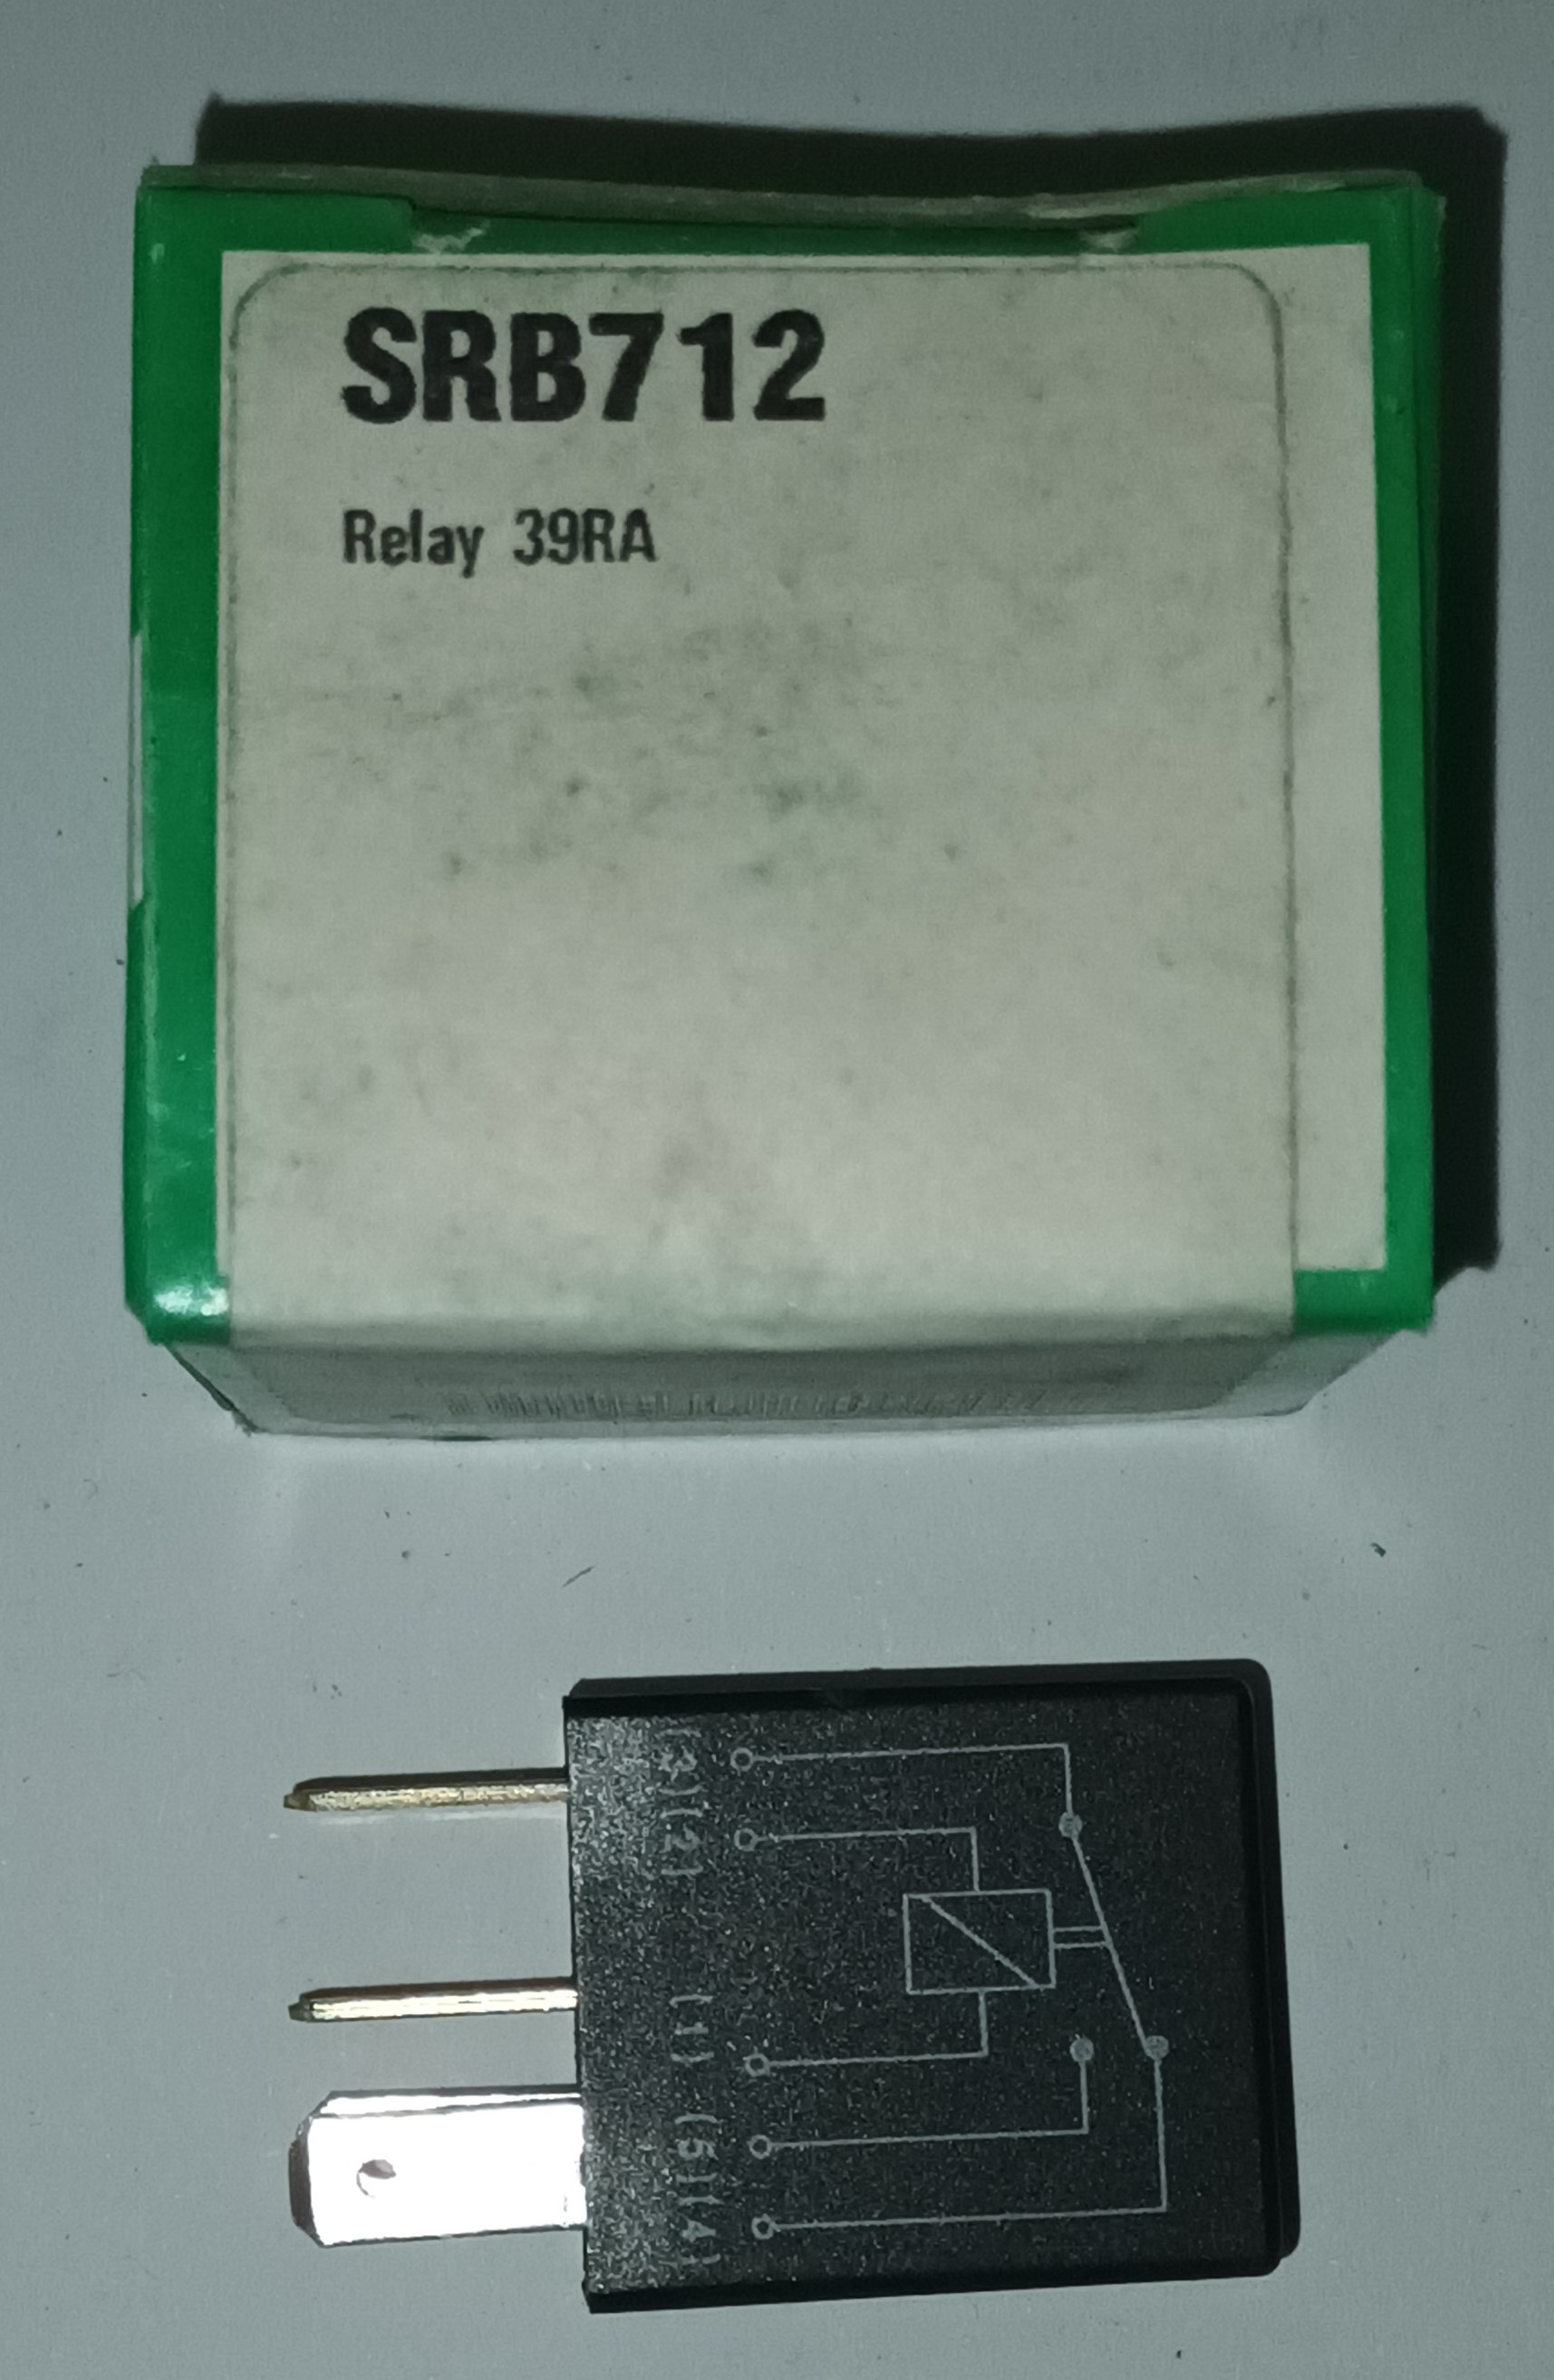 SRB712
Relay 39RA
(3)(2) (1) (5)(4)